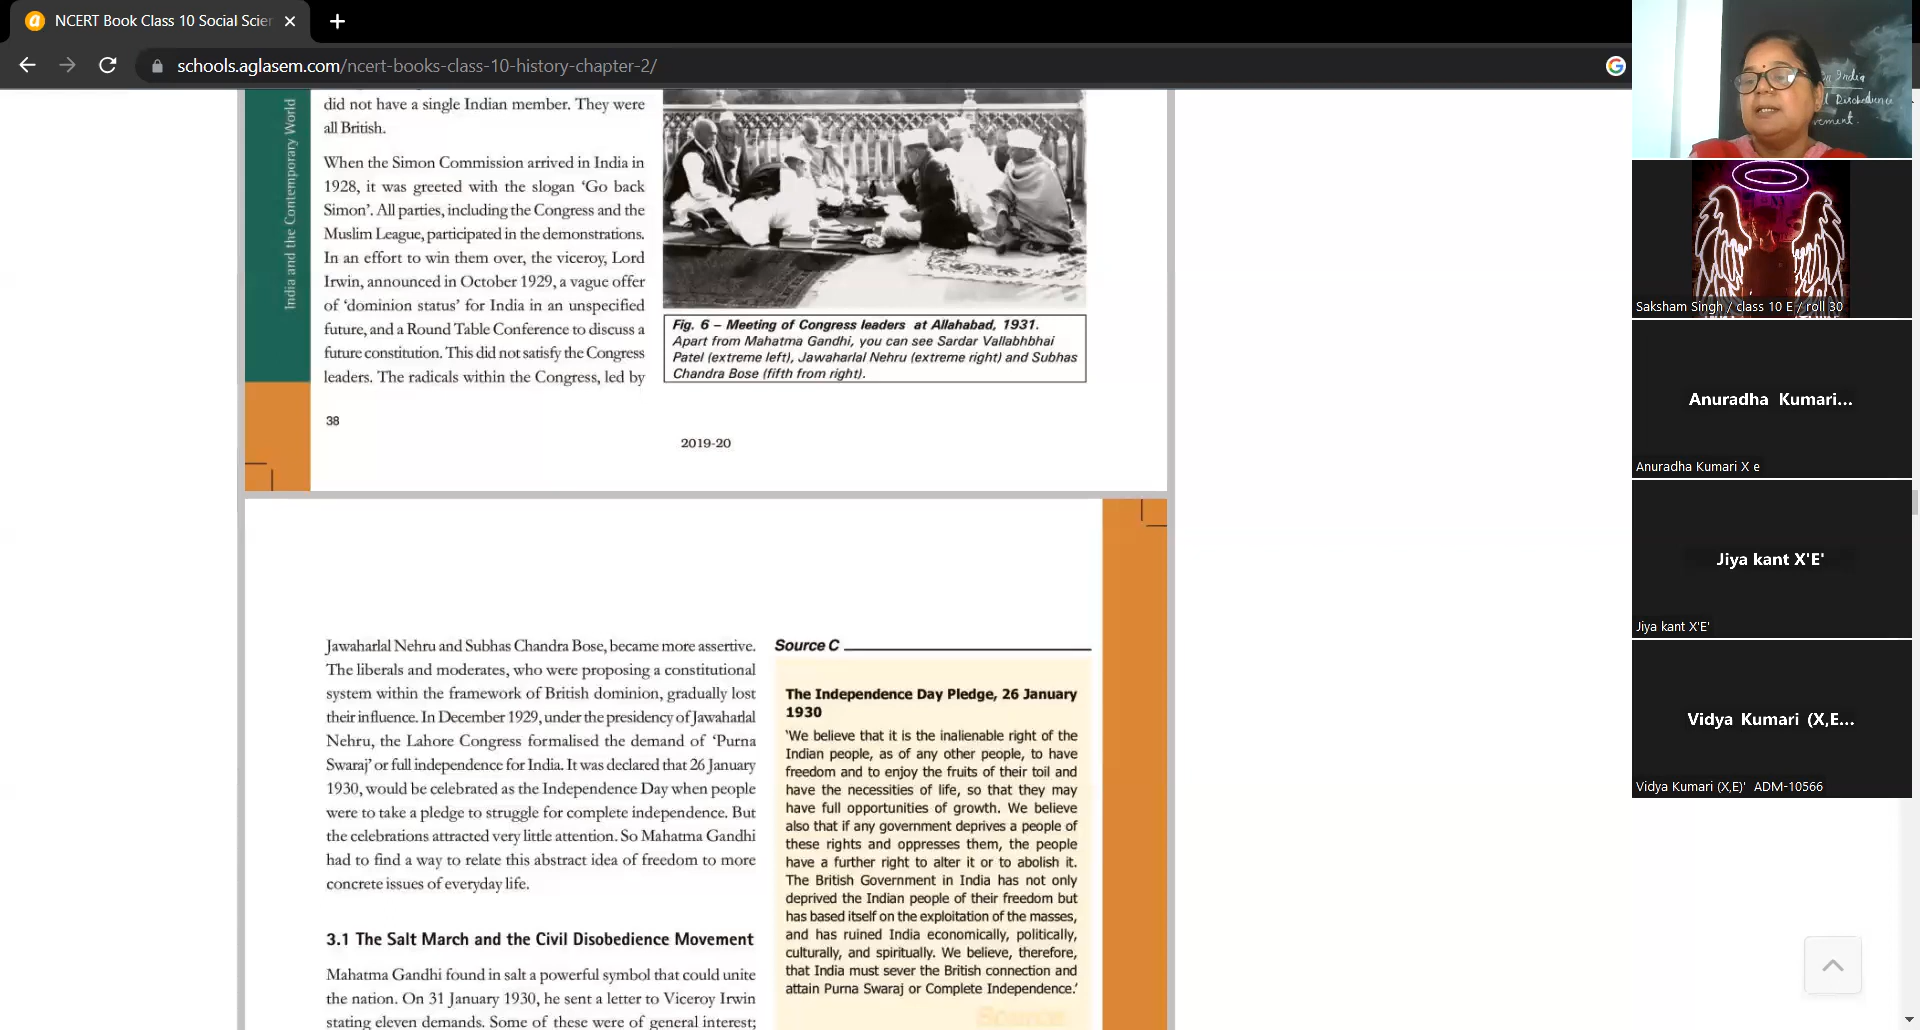 NCERT Book Class 10 Social Scien
schools.aglasem.com/ncert-books-class-10-history-chapter-2/
India and the Contemporary World
did not have a single Indian member. They were
all British.
When the Simon Commission arrived in India in
1928, it was greeted with the slogan ‘Go back
Simon’. All parties, including the Congress and the
Muslim League, participated in the demonstrations.
In an effort to win them over, the viceroy, Lord
Irwin, announced in October 1929, a vague offer
of ‘dominion status’ for India in an unspecified
future, and a Round Table Conference to discuss a
future constitution. This did not satisfy the Congress
leaders. The radicals within the Congress, led by
Fig. 6 – Meeting of Congress leaders at Allahabad, 1931.
Apart from Mahatma Gandhi, you can see Sardar Vallabhbhai
Patel (extreme left), Jawaharlal Nehru (extreme right) and Subhas
Chandra Bose (fifth from right).
38
2019-20
Jawaharlal Nehru and Subhas Chandra Bose, became more assertive.
The liberals and moderates, who were proposing a constitutional
system within the framework of British dominion, gradually lost
their influence. In December 1929, under the presidency of Jawaharlal
Nehru, the Lahore Congress formalised the demand of ‘Purna
Swaraj’ or full independence for India. It was declared that 26 January
1930, would be celebrated as the Independence Day when people
were to take a pledge to struggle for complete independence. But
the celebrations attracted very little attention. So Mahatma Gandhi
had to find a way to relate this abstract idea of freedom to more
concrete issues of everyday life.
3.1 The Salt March and the Civil Disobedience Movement
Mahatma Gandhi found in salt a powerful symbol that could unite
the nation. On 31 January 1930, he sent a letter to Viceroy Irwin
stating eleven demands. Some of these were of general interest;
Source C
The Independence Day Pledge, 26 January
1930
‘We believe that it is the inalienable right of the
Indian people, as of any other people, to have
freedom and to enjoy the fruits of their toil and
have the necessities of life, so that they may
have full opportunities of growth. We believe
also that if any government deprives a people of
these rights and oppresses them, the people
have a further right to alter it or to abolish it.
The British Government in India has not only
deprived the Indian people of their freedom but
has based itself on the exploitation of the masses,
and has ruined India economically, politically,
culturally, and spiritually. We believe, therefore,
that India must sever the British connection and
attain Purna Swaraj or Complete Independence.’
Source
India
Disobedience
vement.
Saksham Singh / class 10 E / roll 30
Anuradha Kumari...
Anuradha Kumari X e
Jiya kant X'E'
Jiya kant X'E'
Vidya Kumari (X,E...
Vidya Kumari (X,E)' ADM-10566